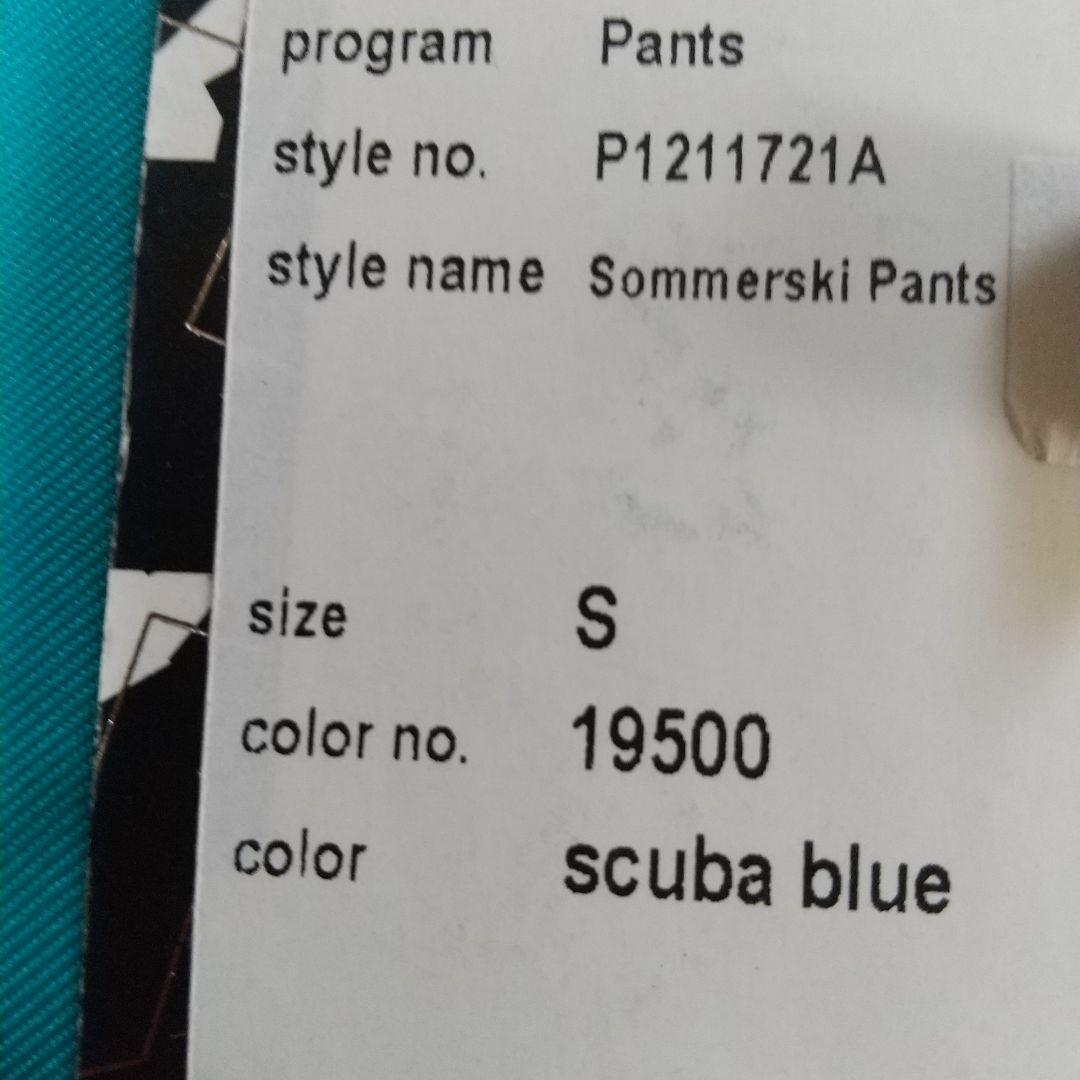 program Pants
style no. P1211721A
style name Sommerski Pants
size S
color no. 19500
color scuba blue